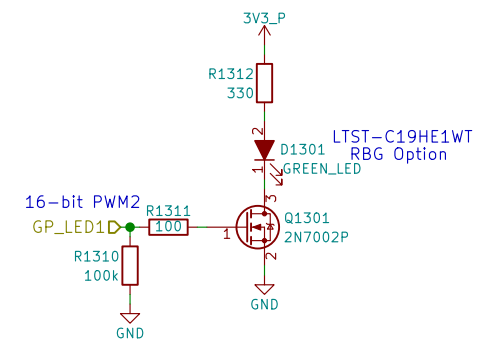 3V3_P
R1312
330
2
D1301
LTST-C19HE1WT
RBG Option
1
GREEN_LED
16-bit PWM2
3
R1311
GP_LED1
100
1
Q1301
2N7002P
R1310
100k
2
GND
GND